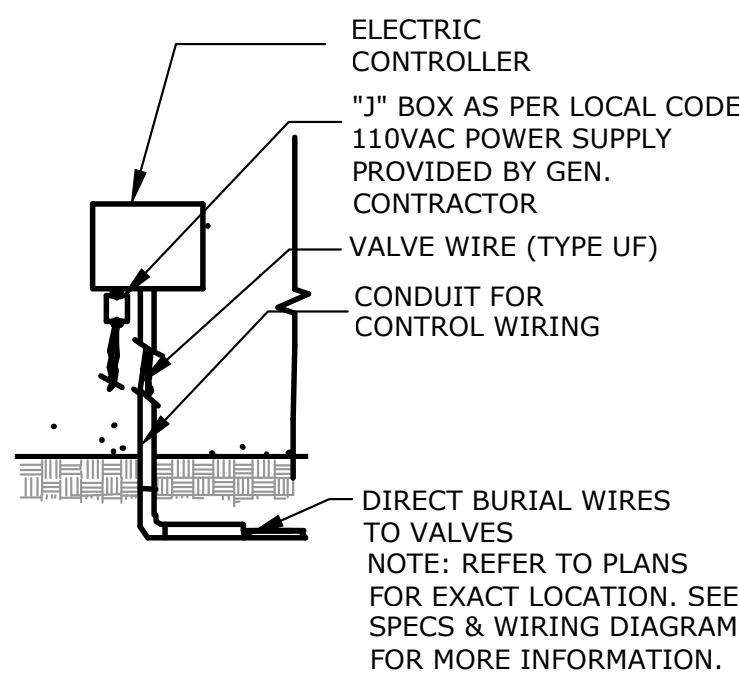 ELECTRIC
CONTROLLER
"J" BOX AS PER LOCAL CODE
110VAC POWER SUPPLY
PROVIDED BY GEN.
CONTRACTOR
VALVE WIRE (TYPE UF)
CONDUIT FOR
CONTROL WIRING
DIRECT BURIAL WIRES
TO VALVES
NOTE: REFER TO PLANS
FOR EXACT LOCATION. SEE
SPECS & WIRING DIAGRAM
FOR MORE INFORMATION.